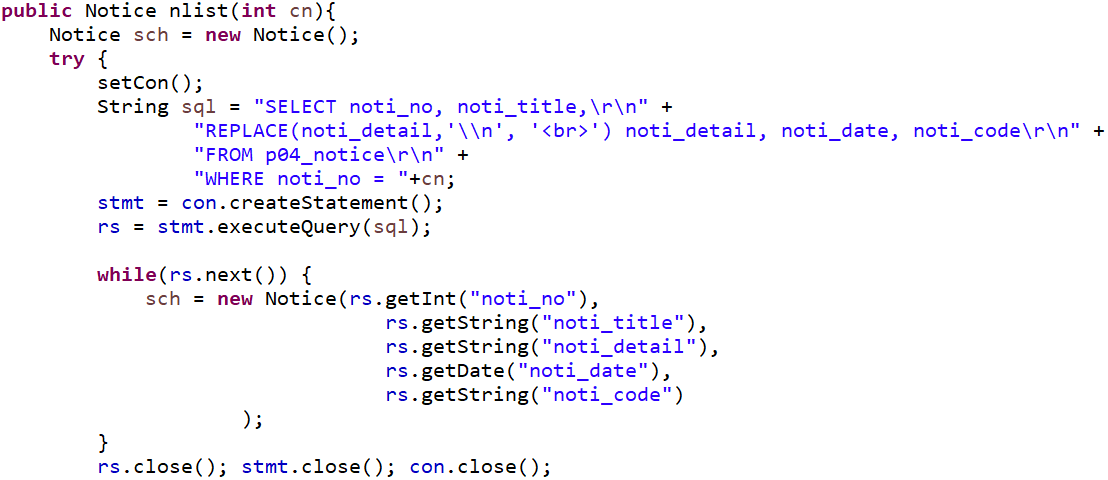 public Notice nlist(int cn){
    Notice sch = new Notice();
    try {
        setCon();
        String sql = "SELECT noti_no, noti_title,\r\n" +
                "REPLACE(noti_detail,'\\n', '<br>') noti_detail, noti_date, noti_code\r\n" +
                "FROM p04_notice\r\n" +
                "WHERE noti_no = "+cn;
        stmt = con.createStatement();
        rs = stmt.executeQuery(sql);
        while(rs.next()) {
            sch = new Notice(rs.getInt("noti_no"),
                                rs.getString("noti_title"),
                                rs.getString("noti_detail"),
                                rs.getDate("noti_date"),
                                rs.getString("noti_code")
                    );
        }
        rs.close(); stmt.close(); con.close();